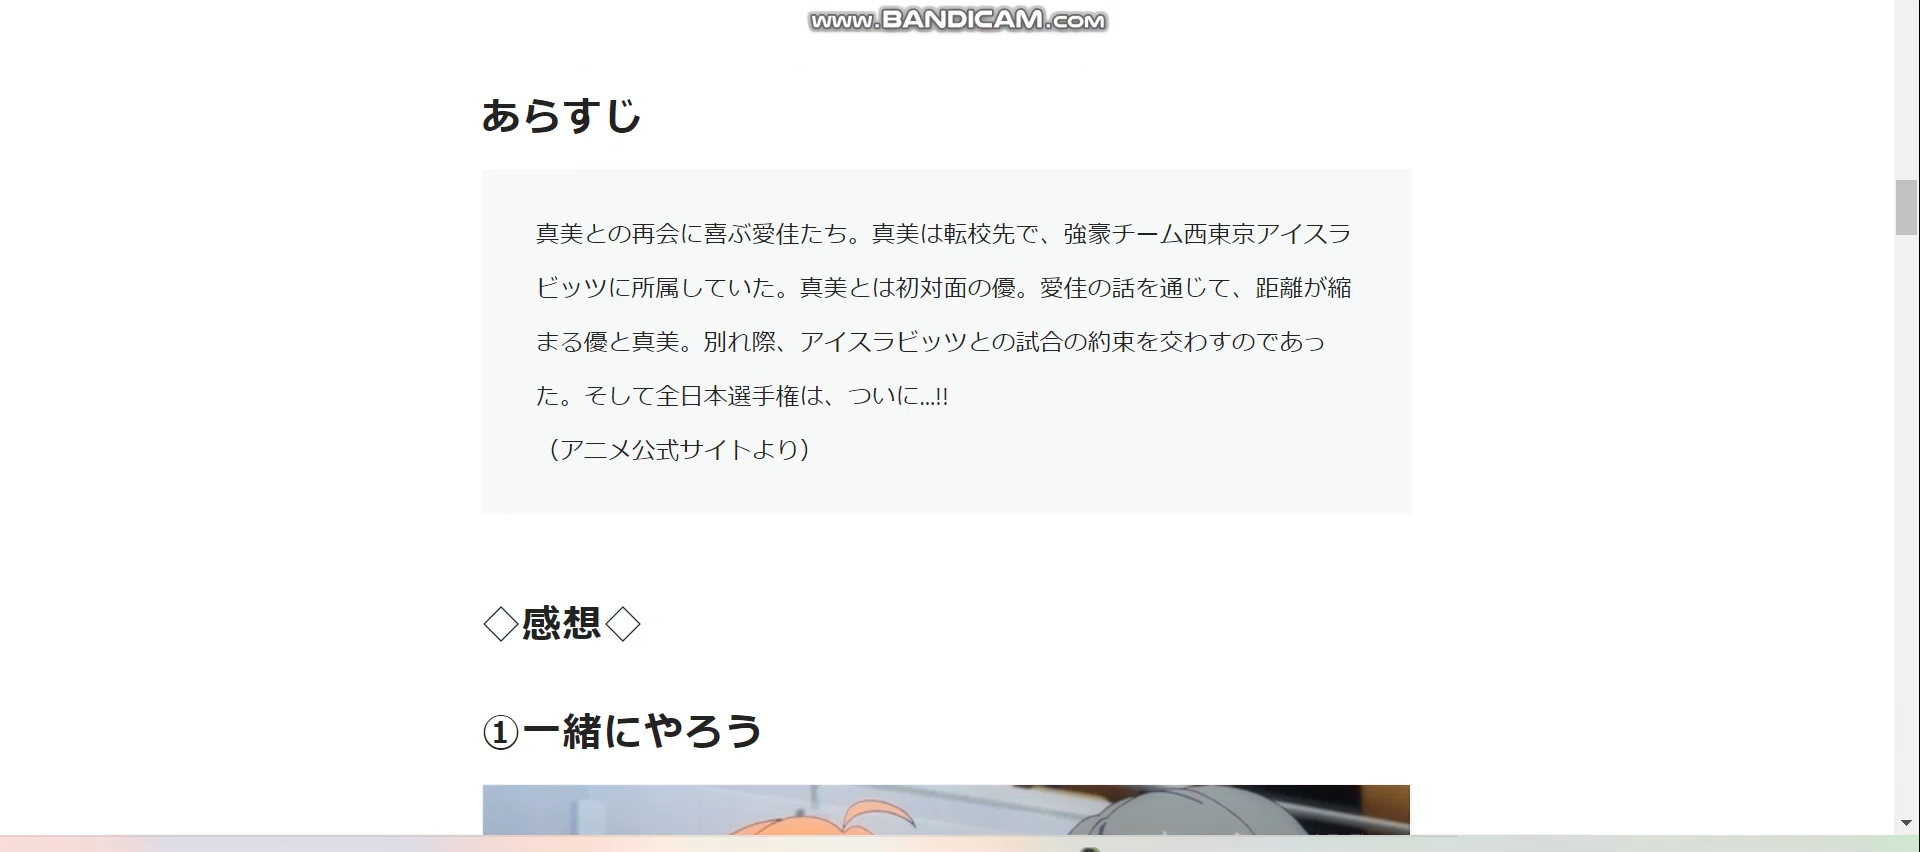 www.BANDICAM.com
あらすじ
真美との再会に喜ぶ愛佳たち。真美は転校先で、強豪チーム西東京アイスラ
ビッツに所属していた。真美とは初対面の優。愛佳の話を通じて、距離が縮
まる優と真美。別れ際、アイスラビッツとの試合の約束を交わすのであっ
た。そして全日本選手権は、ついに...!!
（アニメ公式サイトより）
◇感想◇
①一緒にやろう